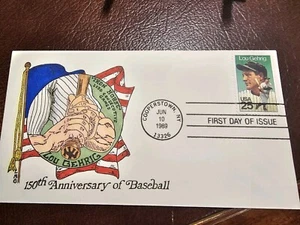 LOU GEHRIG
150th Anniversary of Baseball
COOPERSTOWN, NY
JUN
10
1989
13326
Lou Gehrig
USA
25
FIRST DAY OF ISSUE